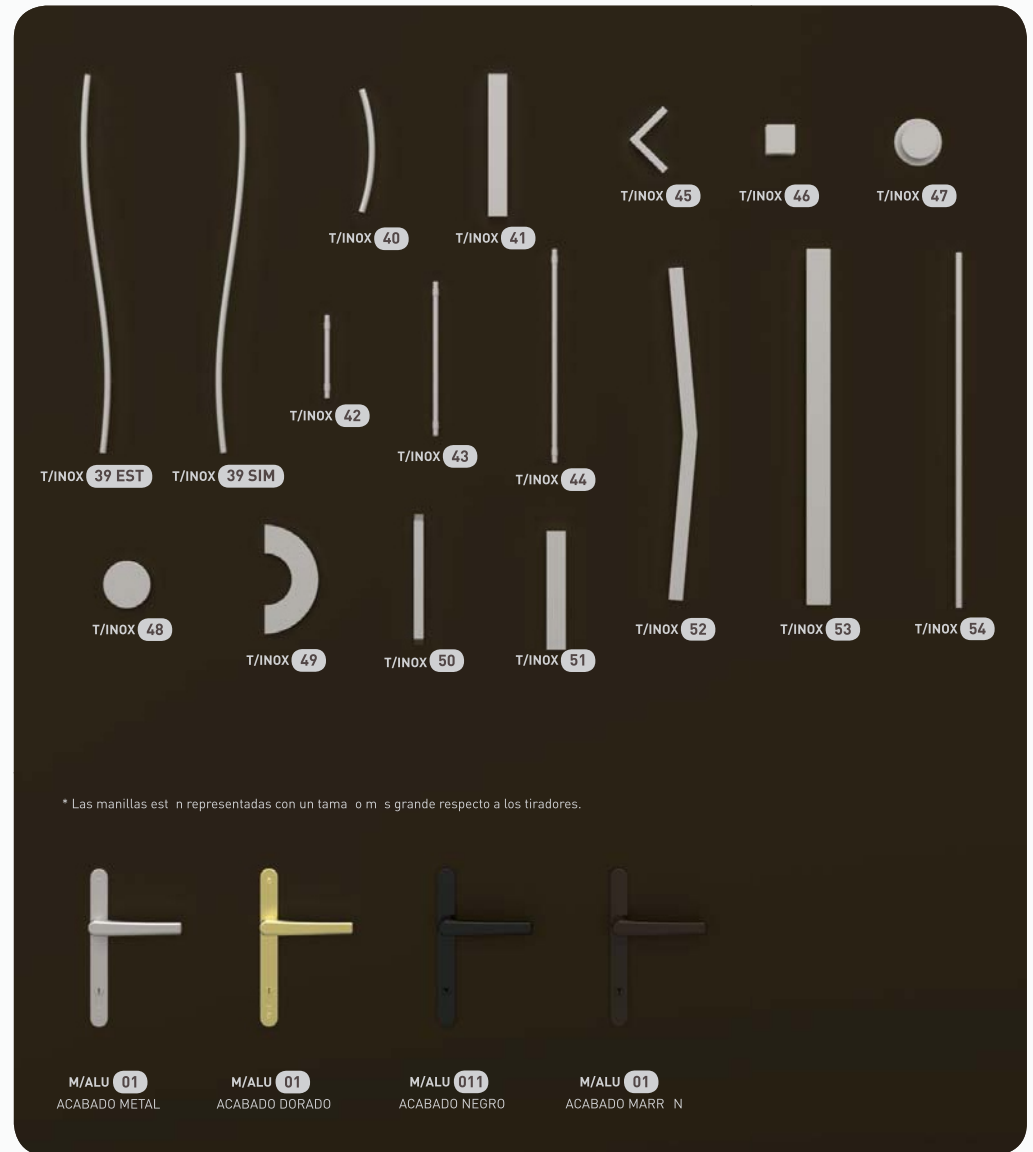 T/INOX 45
T/INOX 46
T/INOX 47
T/INOX 40
T/INOX 41
T/INOX 42
T/INOX 43
T/INOX 39 EST
T/INOX 39 SIM
T/INOX 44
T/INOX 48
T/INOX 52
T/INOX 53
T/INOX 54
T/INOX 49
T/INOX 50
T/INOX 51
* Las manillas est n representadas con un tama o m s grande respecto a los tiradores.
M/ALU 01
ACABADO METAL
M/ALU 01
ACABADO DORADO
M/ALU 011
ACABADO NEGRO
M/ALU 01
ACABADO MARR N